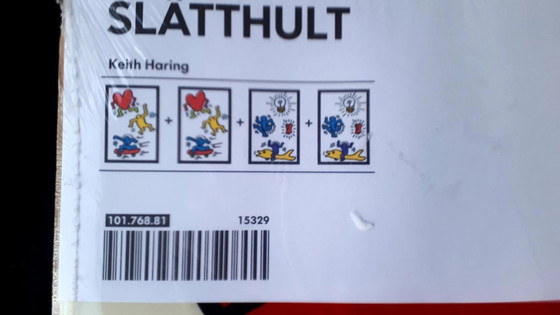 SLÄTTHULT
Keith Haring
+ + +
101.768.81 15329